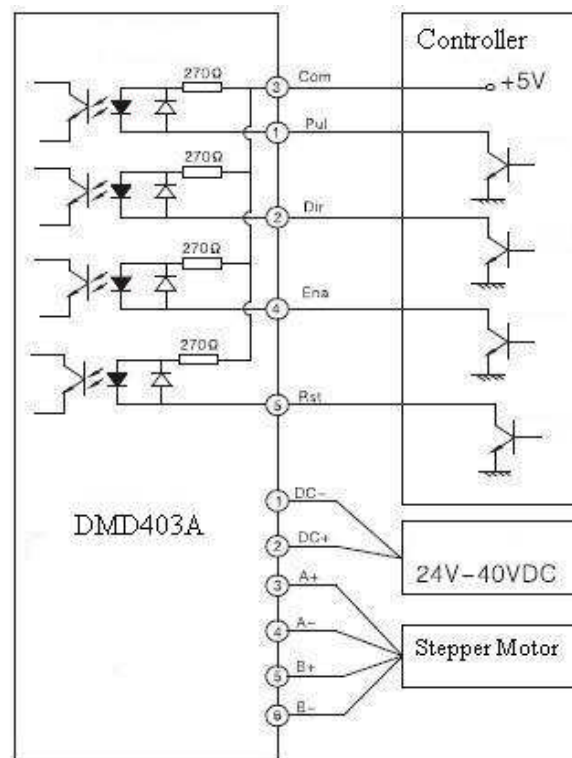 Controller
270Ω
3
Com
+5V
1
Pul
270Ω
2
Dir
270Ω
4
Ena
270Ω
5
Rst
DMD403A
1
DC-
2
DC+
24V-40VDC
3
A+
4
A-
Stepper Motor
5
B+
6
B-